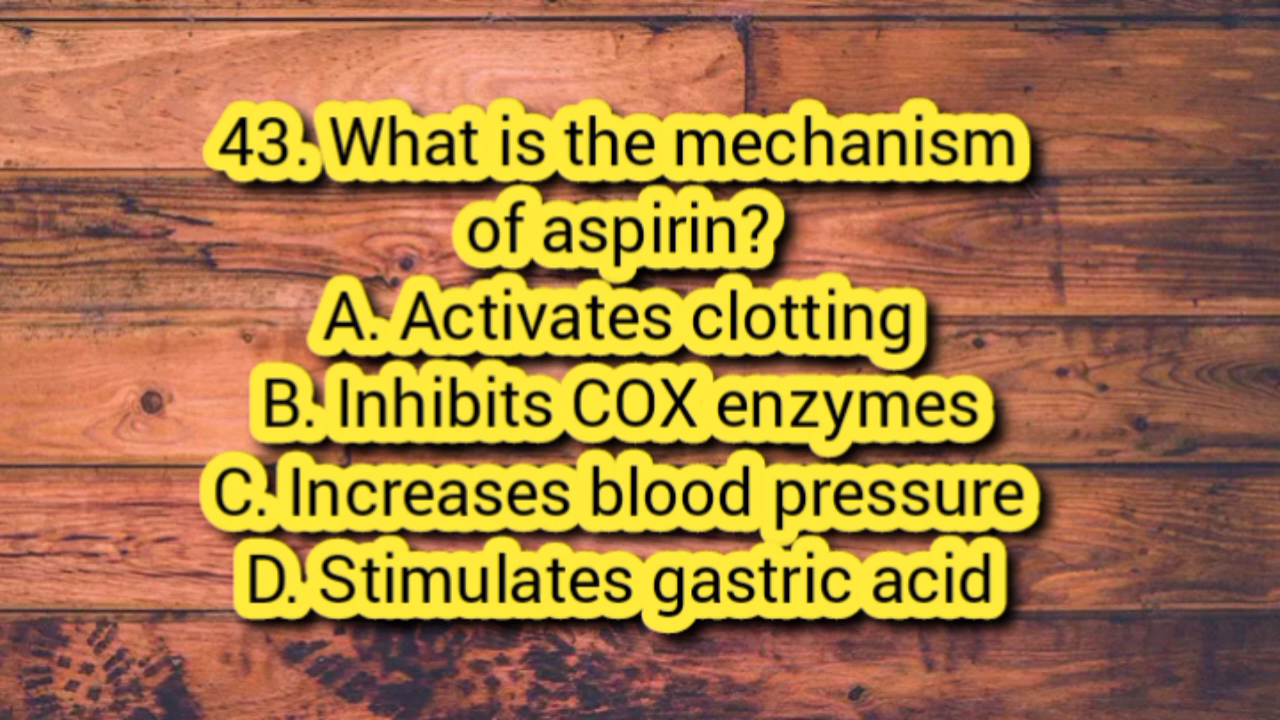 43. What is the mechanism
of aspirin?
A. Activates clotting
B. Inhibits COX enzymes
C. Increases blood pressure
D. Stimulates gastric acid